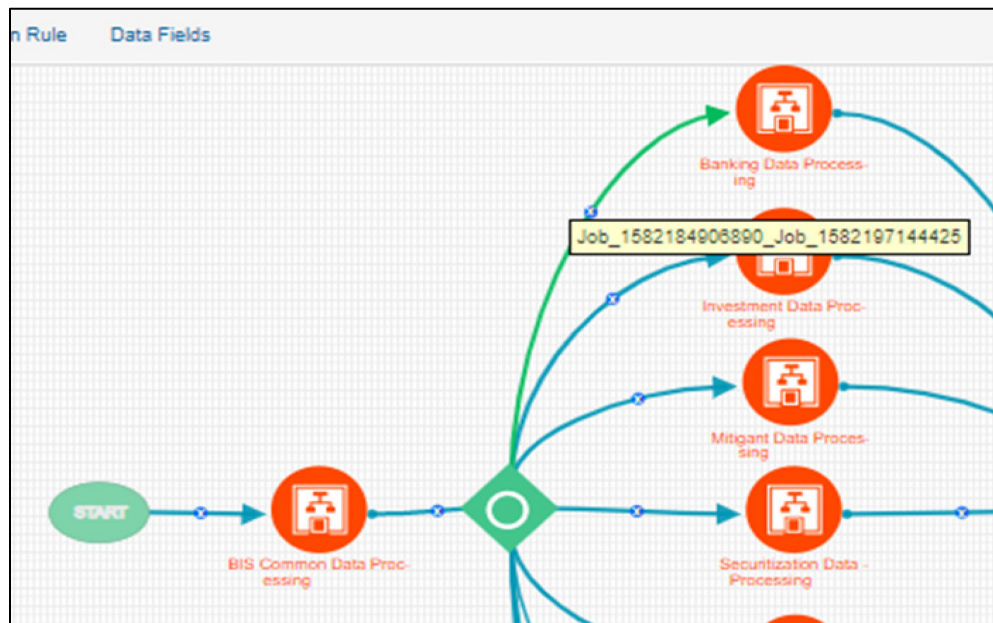 n Rule    Data Fields
Banking Data Process-
ing
Job_1582184906890_Job_1582197144425
Investment Data Proc-
essing
Mitigant Data Proces-
sing
START
BIS Common Data Proc-
essing
Securitization Data -
Processing